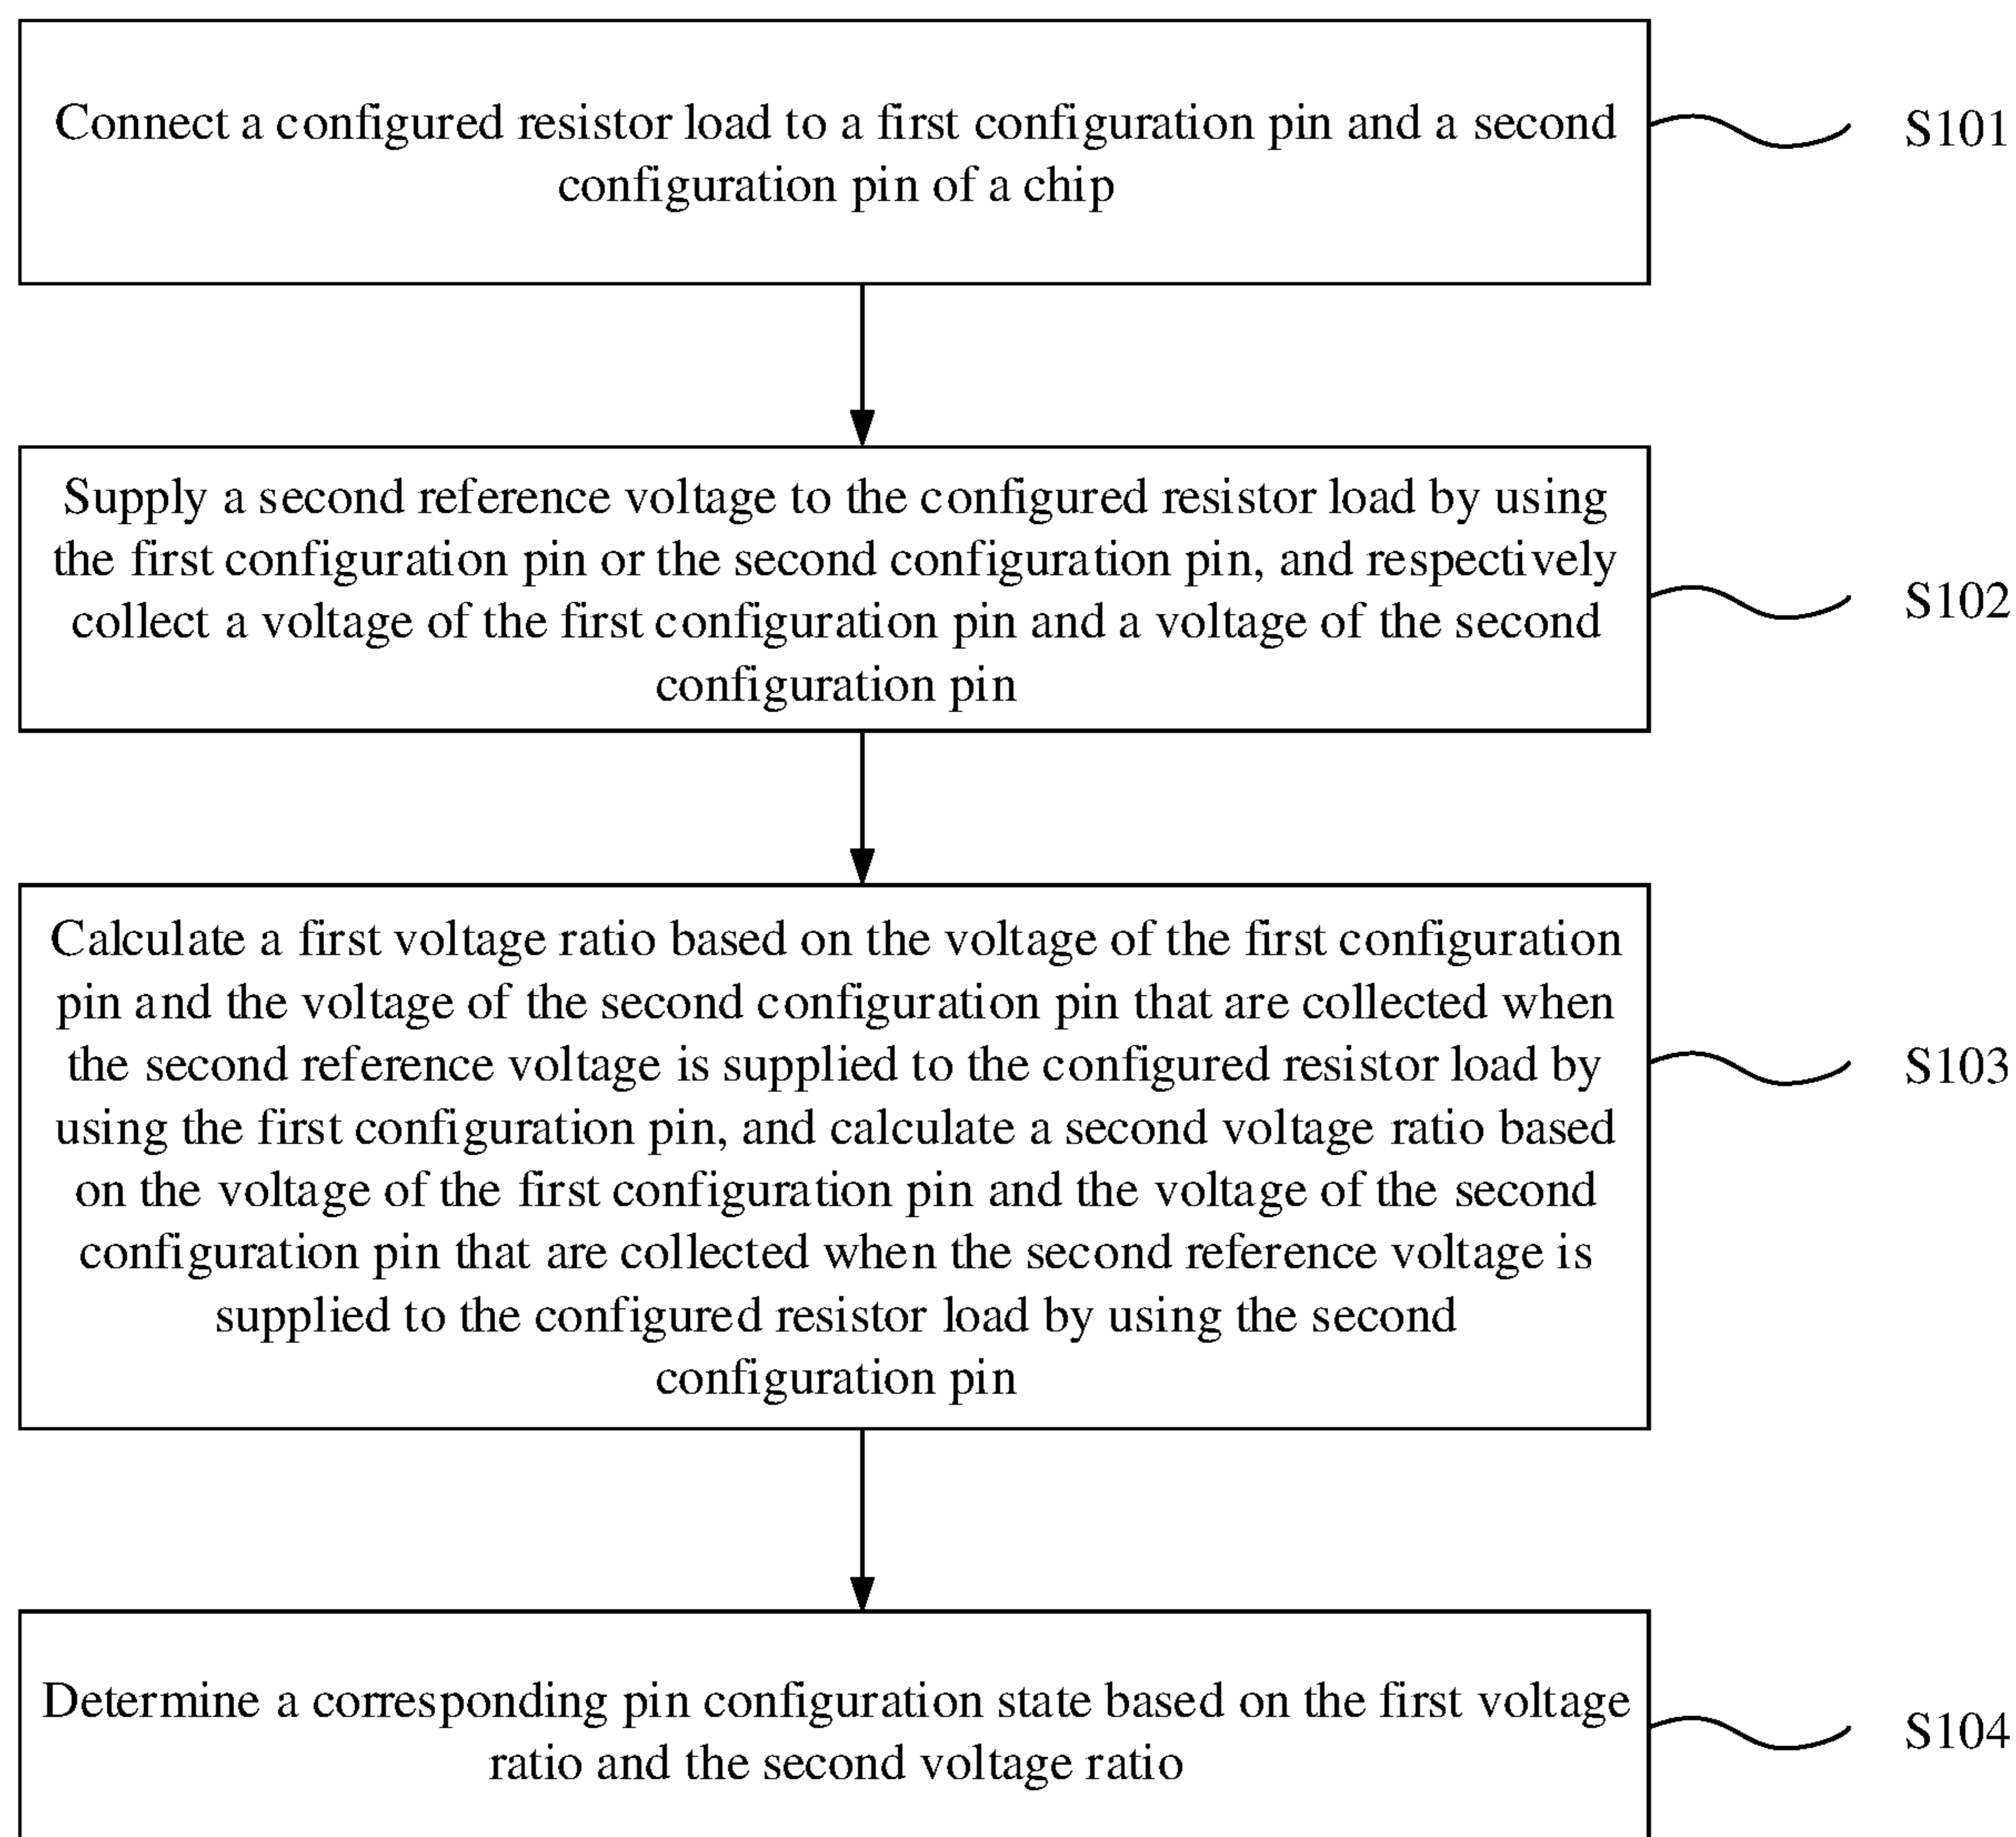 Connect a configured resistor load to a first configuration pin and a second
configuration pin of a chip
S101
Supply a second reference voltage to the configured resistor load by using
the first configuration pin or the second configuration pin, and respectively
collect a voltage of the first configuration pin and a voltage of the second
configuration pin
S102
Calculate a first voltage ratio based on the voltage of the first configuration
pin and the voltage of the second configuration pin that are collected when
the second reference voltage is supplied to the configured resistor load by
using the first configuration pin, and calculate a second voltage ratio based
on the voltage of the first configuration pin and the voltage of the second
configuration pin that are collected when the second reference voltage is
supplied to the configured resistor load by using the second
configuration pin
S103
Determine a corresponding pin configuration state based on the first voltage
ratio and the second voltage ratio
S104